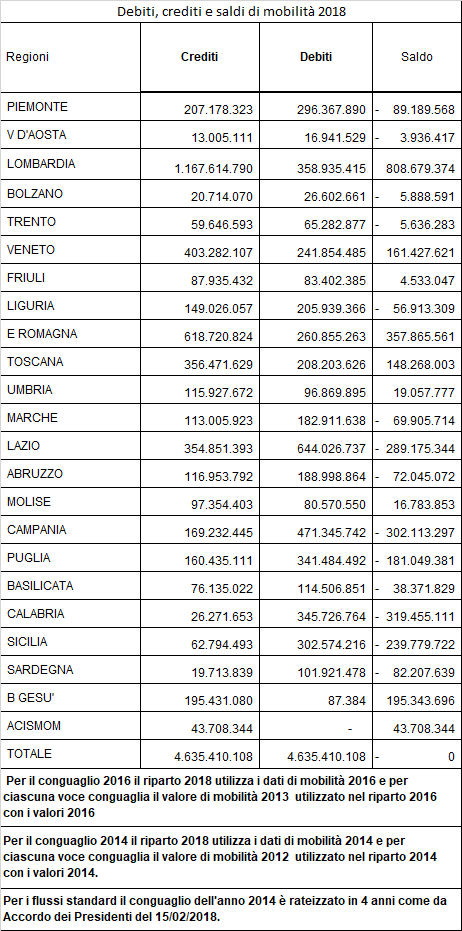 Debiti, crediti e saldi di mobilità 2018
Regioni Crediti Debiti Saldo
PIEMONTE 207.178.323 296.367.890 - 89.189.568
V D'AOSTA 13.005.111 16.941.529 - 3.936.417
LOMBARDIA 1.167.614.790 358.935.415 808.679.374
BOLZANO 20.714.070 26.602.661 - 5.888.591
TRENTO 59.646.593 65.282.877 - 5.636.283
VENETO 403.282.107 241.854.485 161.427.621
FRIULI 87.935.432 83.402.385 4.533.047
LIGURIA 149.026.057 205.939.366 - 56.913.309
E ROMAGNA 618.720.824 260.855.263 357.865.561
TOSCANA 356.471.629 208.203.626 148.268.003
UMBRIA 115.927.672 96.869.895 19.057.777
MARCHE 113.005.923 182.911.638 - 69.905.714
LAZIO 354.851.393 644.026.737 - 289.175.344
ABRUZZO 116.953.792 188.998.864 - 72.045.072
MOLISE 97.354.403 80.570.550 16.783.853
CAMPANIA 169.232.445 471.345.742 - 302.113.297
PUGLIA 160.435.111 341.484.492 - 181.049.381
BASILICATA 76.135.022 114.506.851 - 38.371.829
CALABRIA 26.271.653 345.726.764 - 319.455.111
SICILIA 62.794.493 302.574.216 - 239.779.722
SARDEGNA 19.713.839 101.921.478 - 82.207.639
B GESU' 195.431.080 87.384 195.343.696
ACISMOM 43.708.344 - 43.708.344
TOTALE 4.635.410.108 4.635.410.108 - 0
Per il conguaglio 2016 il riparto 2018 utilizza i dati di mobilità 2016 e per
ciascuna voce conguaglia il valore di mobilità 2013 utilizzato nel riparto 2016
con i valori 2016
Per il conguaglio 2014 il riparto 2018 utilizza i dati di mobilità 2014 e per
ciascuna voce conguaglia il valore di mobilità 2012 utilizzato nel riparto 2014
con i valori 2014.
Per i flussi standard il conguaglio dell'anno 2014 è rateizzato in 4 anni come da
Accordo dei Presidenti del 15/02/2018.